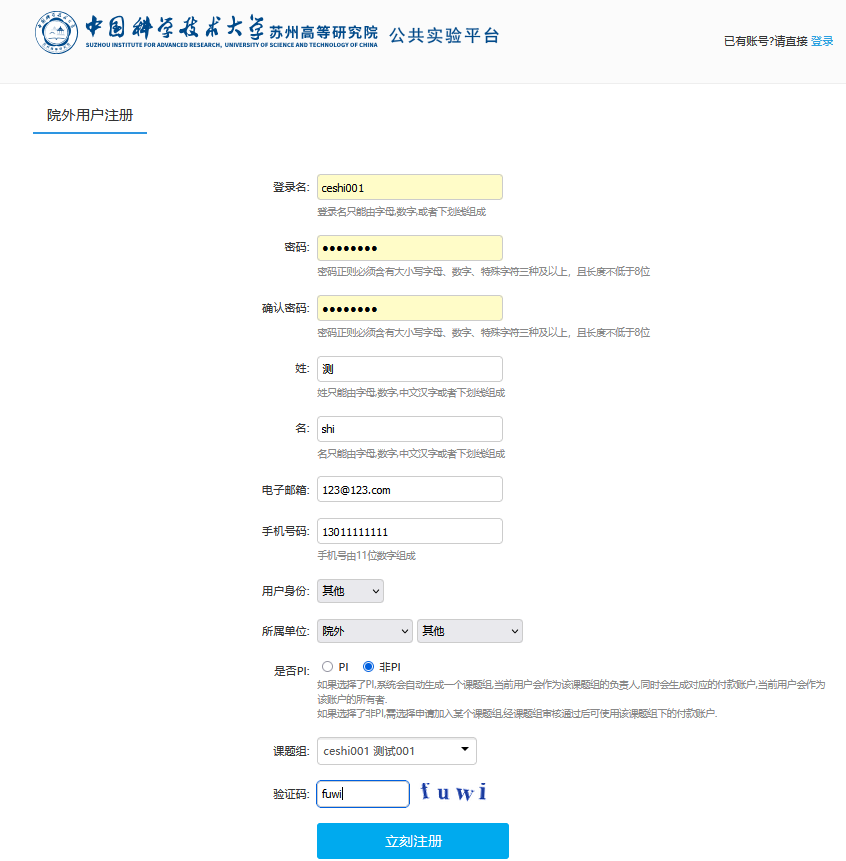 中国科学技术大学 苏州高等研究院 公共实验平台
SUZHOU INSTITUTE FOR ADVANCED RESEARCH, UNIVERSITY OF SCIENCE AND TECHNOLOGY OF CHINA
已有账号?请直接 登录
院外用户注册
登录名: ceshi001
登录名只能由字母,数字,或者下划线组成
密码: ●●●●●●●●
密码正则必须含有大小写字母、数字、特殊字符三种及以上，且长度不低于8位
确认密码: ●●●●●●●●
密码正则必须含有大小写字母、数字、特殊字符三种及以上，且长度不低于8位
姓: 测
姓只能由字母,数字,中文汉字或者下划线组成
名: shi
名只能由字母,数字,中文汉字或者下划线组成
电子邮箱: 123@123.com
手机号码: 13011111111
手机号由11位数字组成
用户身份: 其他
所属单位: 院外 其他
是否PI: PI 非PI
如果选择了PI,系统会自动生成一个课题组,当前用户会作为该课题组的负责人,同时会生成对应的付款账户,当前用户会作为
该账户的所有者.
如果选择了非PI,需选择申请加入某个课题组,经课题组审核通过后可使用该课题组下的付款账户.
课题组: ceshi001 测试001
验证码: fuwi fuwi
立刻注册